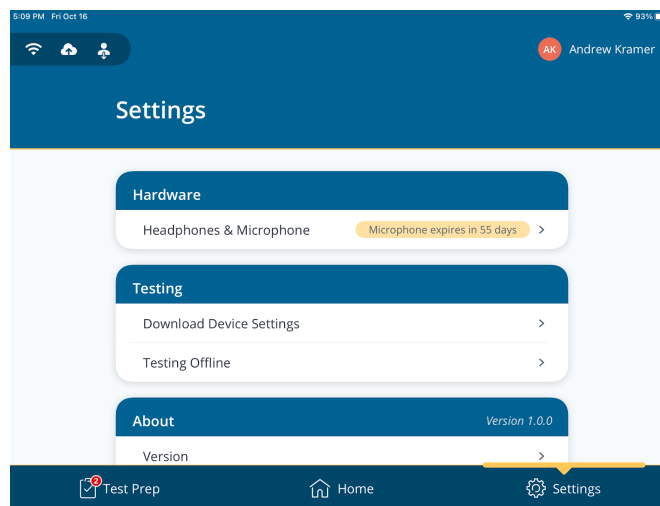 5:09 PM Fri Oct 16 93%
AK Andrew Kramer
Settings
Hardware
Headphones & Microphone Microphone expires in 55 days
Testing
Download Device Settings
Testing Offline
About Version 1.0.0
Version
2 Test Prep Home Settings